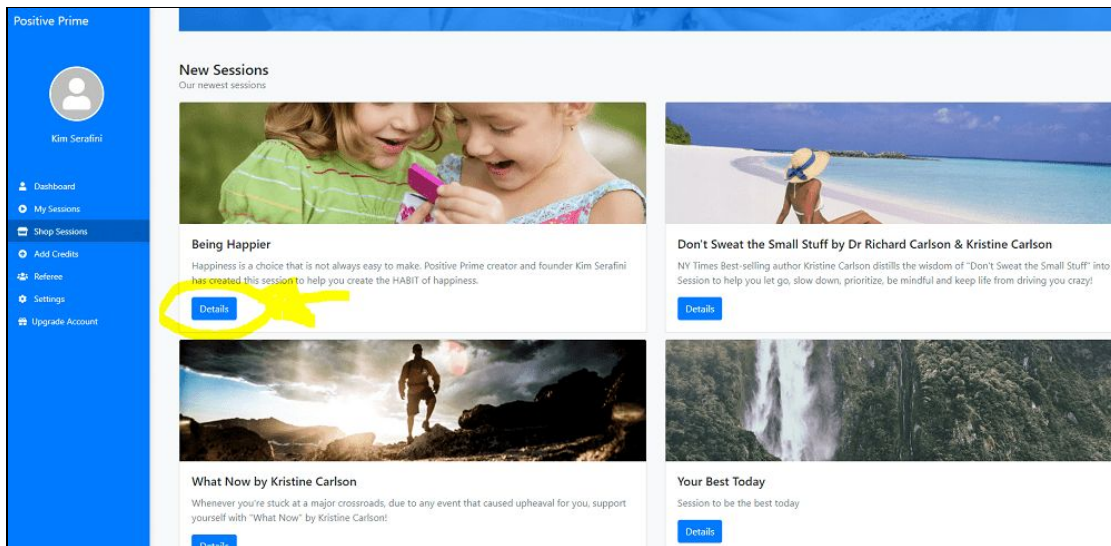 Positive Prime
Kim Serafini
Dashboard
My Sessions
Shop Sessions
Add Credits
Referee
Settings
Upgrade Account
New Sessions
Our newest sessions
Being Happier
Happiness is a choice that is not always easy to make. Positive Prime creator and founder Kim Serafini
has created this session to help you create the HABIT of happiness.
Details
Don't Sweat the Small Stuff by Dr Richard Carlson & Kristine Carlson
NY Times Best-selling author Kristine Carlson distills the wisdom of "Don't Sweat the Small Stuff" into
Session to help you let go, slow down, prioritize, be mindful and keep life from driving you crazy!
Details
What Now by Kristine Carlson
Whenever you're stuck at a major crossroads, due to any event that caused upheaval for you, support
yourself with "What Now" by Kristine Carlson!
Details
Your Best Today
Session to be the best today
Details